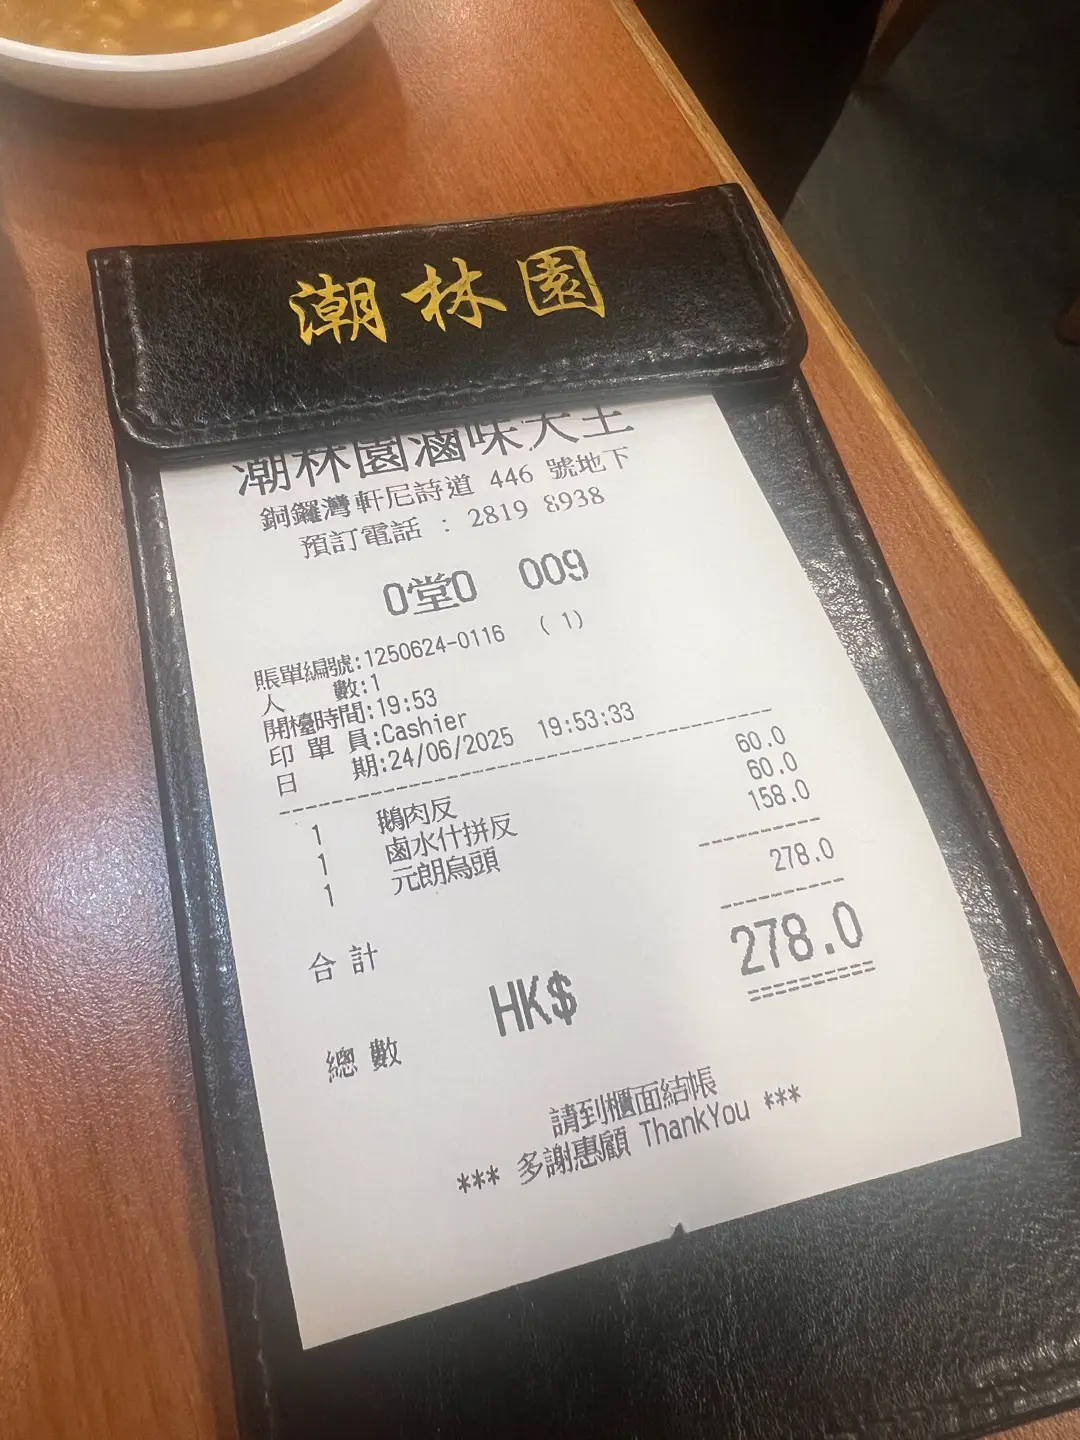 潮林園
潮林園滷味大王
銅鑼灣軒尼詩道 446 號地下
預訂電話 : 2819 8938
0堂0 009
賬單編號:1250624-0116 (1)
人 數:1
開檯時間:19:53
印單員:Cashier
日 期:24/06/2025 19:53:33
1 鵝肉反 60.0
1 鹵水什拼反 60.0
1 元朗烏頭 158.0
合計 278.0
總數 HK$ 278.0
請到櫃面結帳
*** 多謝惠顧 ThankYou ***